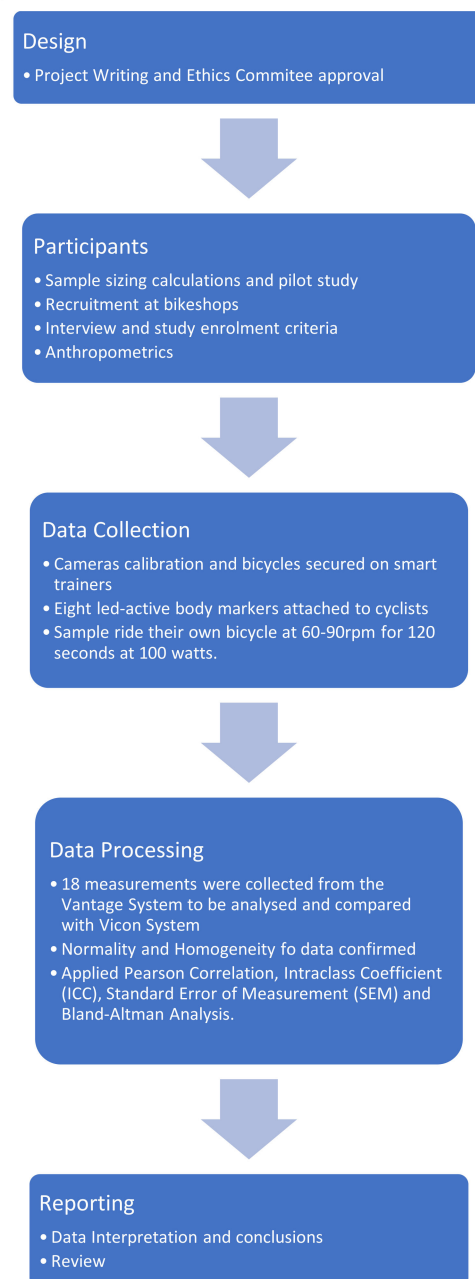 Design
• Project Writing and Ethics Commitee approval
Participants
• Sample sizing calculations and pilot study
• Recruitment at bikeshops
• Interview and study enrolment criteria
• Anthropometrics
Data Collection
• Cameras calibration and bicycles secured on smart
trainers
• Eight led-active body markers attached to cyclists
• Sample ride their own bicycle at 60-90rpm for 120
seconds at 100 watts.
Data Processing
• 18 measurements were collected from the
Vantage System to be analysed and compared
with Vicon System
• Normality and Homogeneity fo data confirmed
• Applied Pearson Correlation, Intraclass Coefficient
(ICC), Standard Error of Measurement (SEM) and
Bland-Altman Analysis.
Reporting
• Data Interpretation and conclusions
• Review